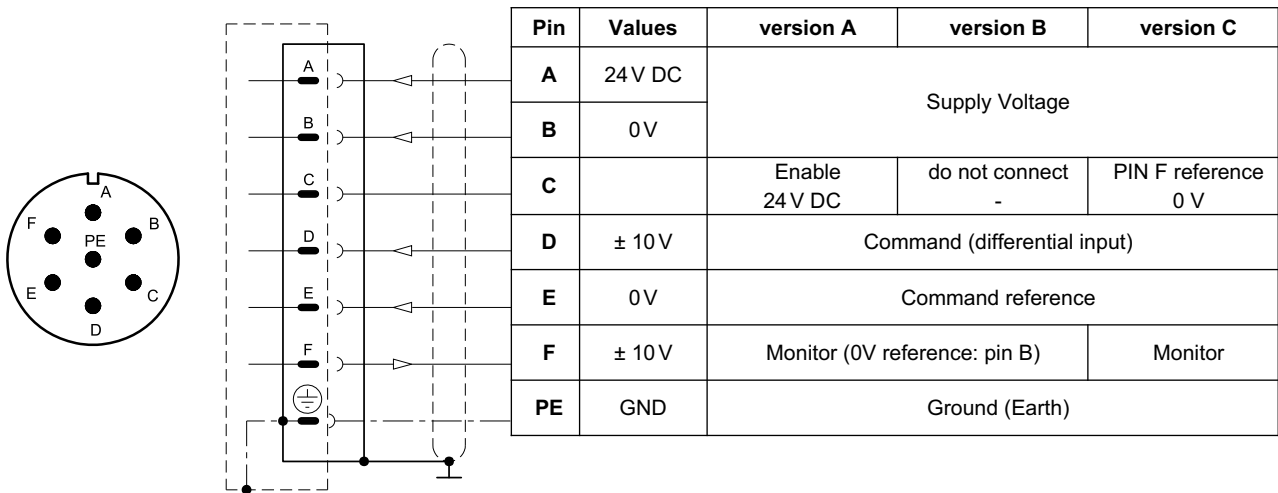 A
B
C
D
E
F
PE
A
B
C
D
E
F
Pin Values version A version B version C
A 24 V DC Supply Voltage
B 0 V
C Enable 24 V DC do not connect - PIN F reference 0 V
D ± 10 V Command (differential input)
E 0 V Command reference
F ± 10 V Monitor (0V reference: pin B) Monitor
PE GND Ground (Earth)